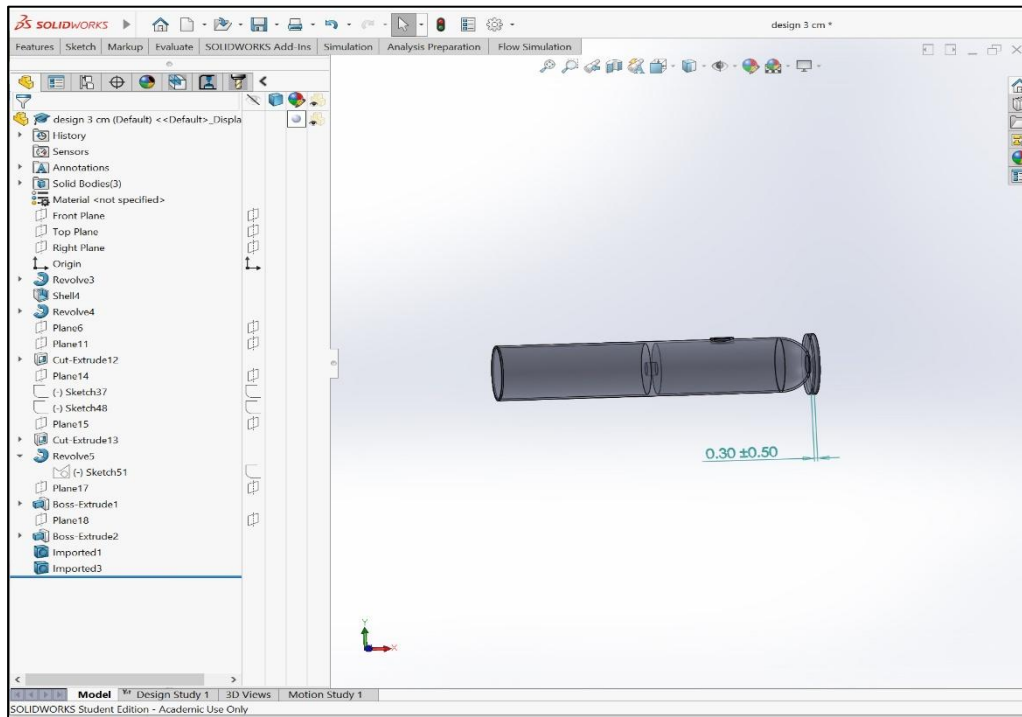 SOLIDWORKS
design 3 cm *
Features Sketch Markup Evaluate SOLIDWORKS Add-Ins Simulation Analysis Preparation Flow Simulation
design 3 cm (Default) <<Default>_Displa
History
Sensors
Annotations
Solid Bodies(3)
Material <not specified>
Front Plane
Top Plane
Right Plane
Origin
Revolve3
Shell4
Revolve4
Plane6
Plane11
Cut-Extrude12
Plane14
(-) Sketch37
(-) Sketch48
Plane15
Cut-Extrude13
Revolve5
(-) Sketch51
Plane17
Boss-Extrude1
Plane18
Boss-Extrude2
Imported1
Imported3
0.30 ±0.50
Y
X
Model Design Study 1 3D Views Motion Study 1
SOLIDWORKS Student Edition - Academic Use Only